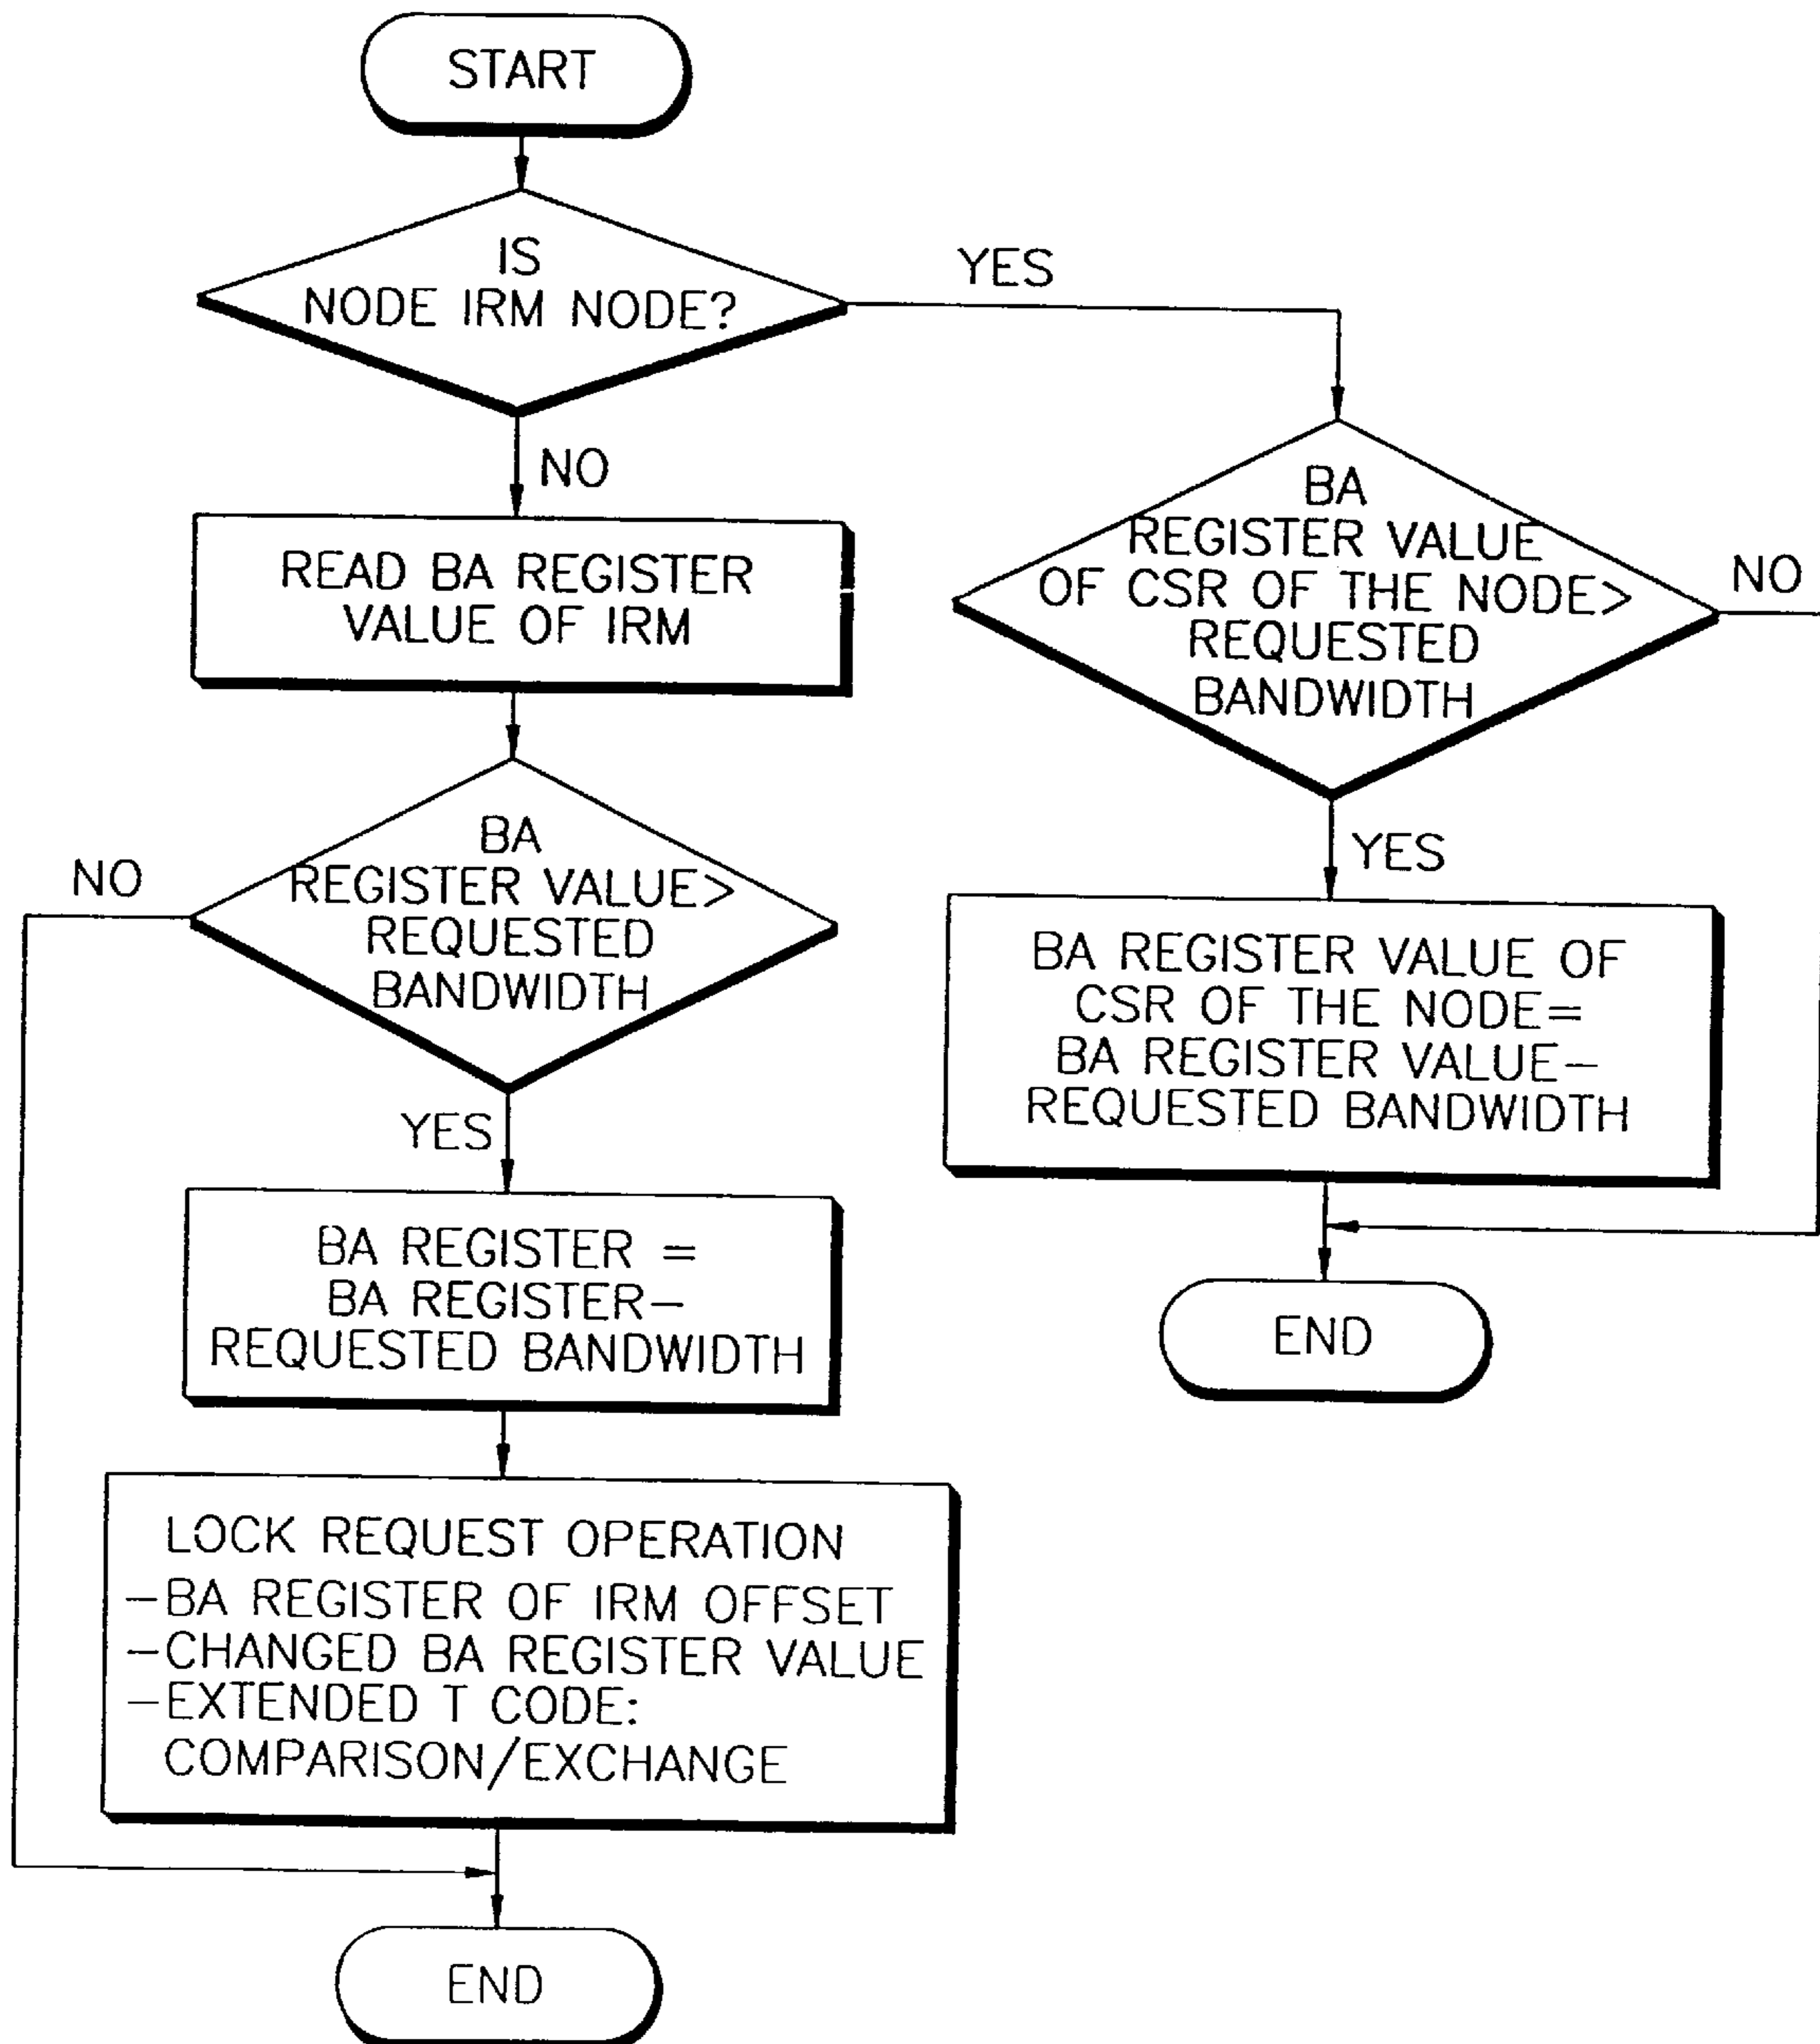 START
IS
NODE IRM NODE?
YES
NO
READ BA REGISTER
VALUE OF IRM
BA
REGISTER VALUE>
REQUESTED
BANDWIDTH
NO
YES
BA REGISTER =
BA REGISTER–
REQUESTED BANDWIDTH
LOCK REQUEST OPERATION
–BA REGISTER OF IRM OFFSET
–CHANGED BA REGISTER VALUE
–EXTENDED T CODE:
COMPARISON/EXCHANGE
END
BA
REGISTER VALUE
OF CSR OF THE NODE>
REQUESTED
BANDWIDTH
NO
YES
BA REGISTER VALUE OF
CSR OF THE NODE=
BA REGISTER VALUE–
REQUESTED BANDWIDTH
END